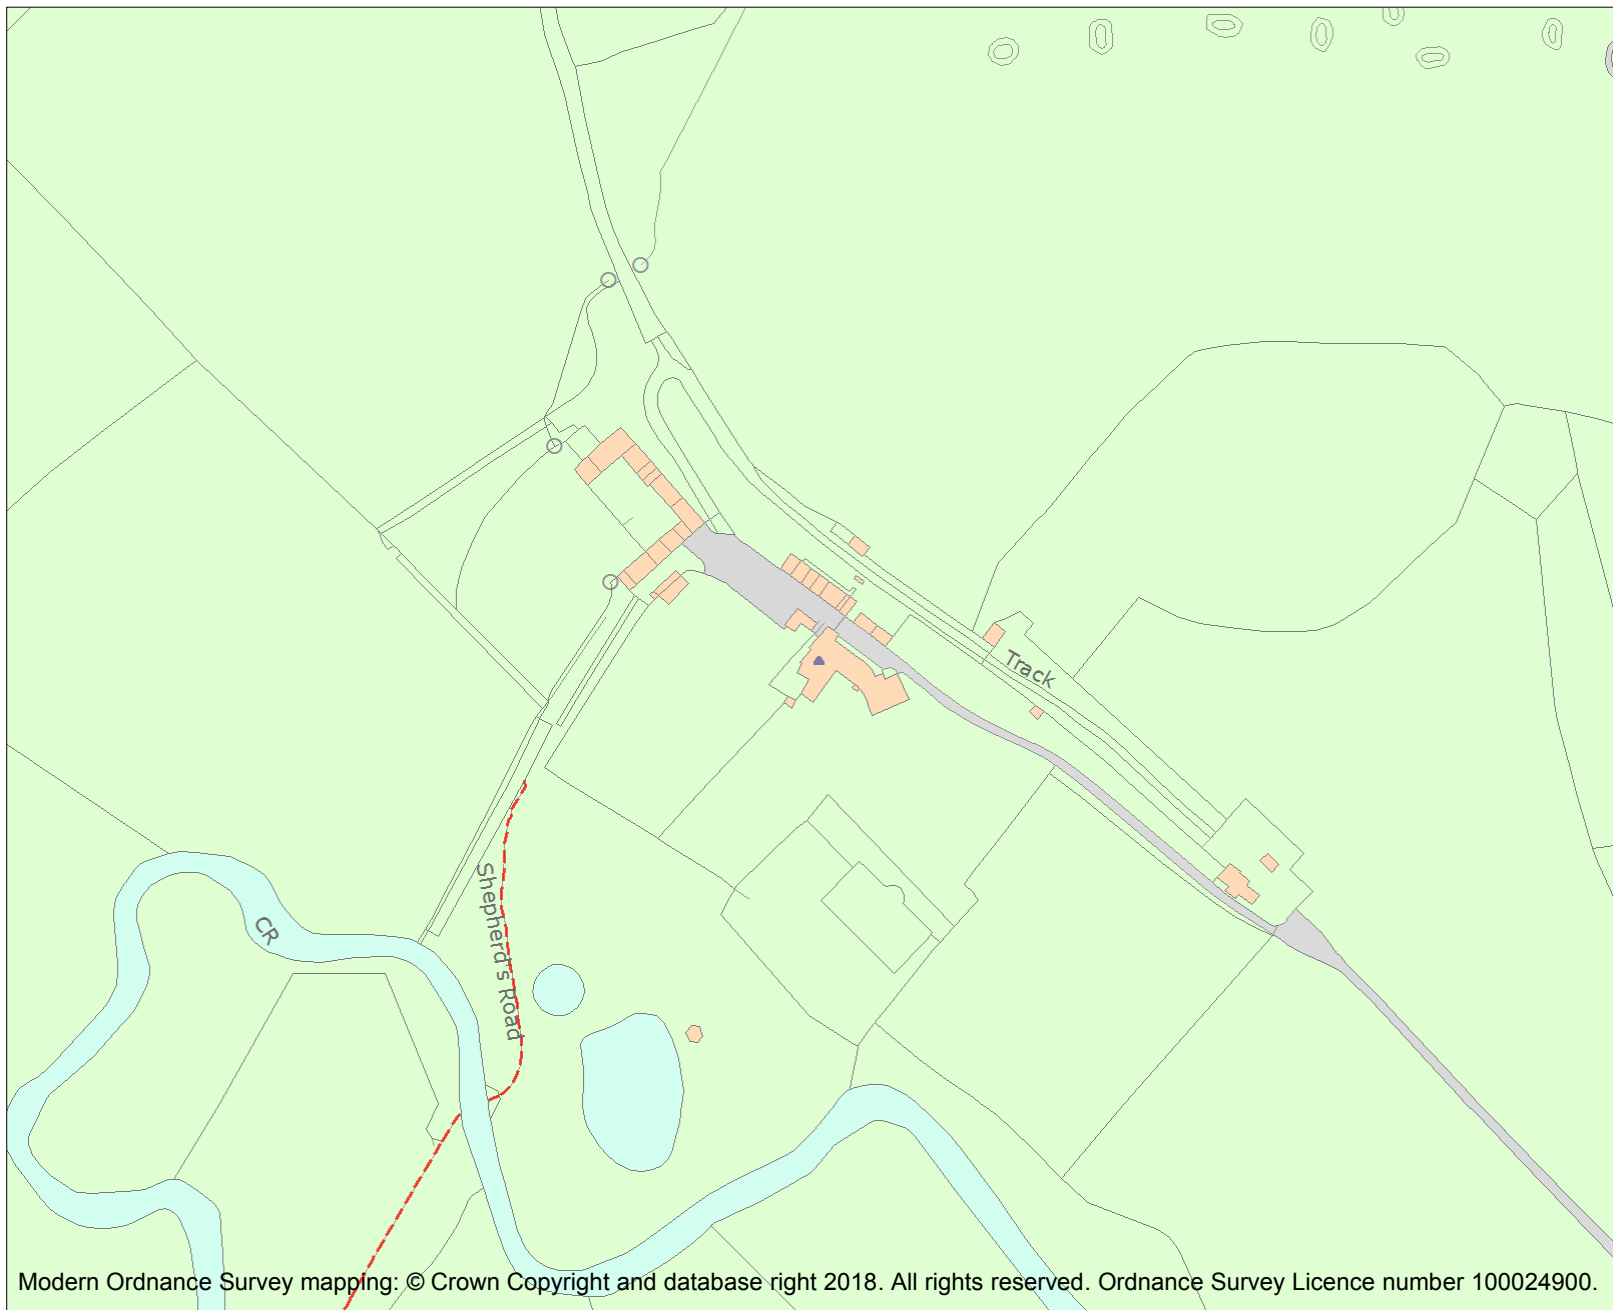 Track
Shepherd's Road
CR
Modern Ordnance Survey mapping: © Crown Copyright and database right 2018. All rights reserved. Ordnance Survey Licence number 100024900.